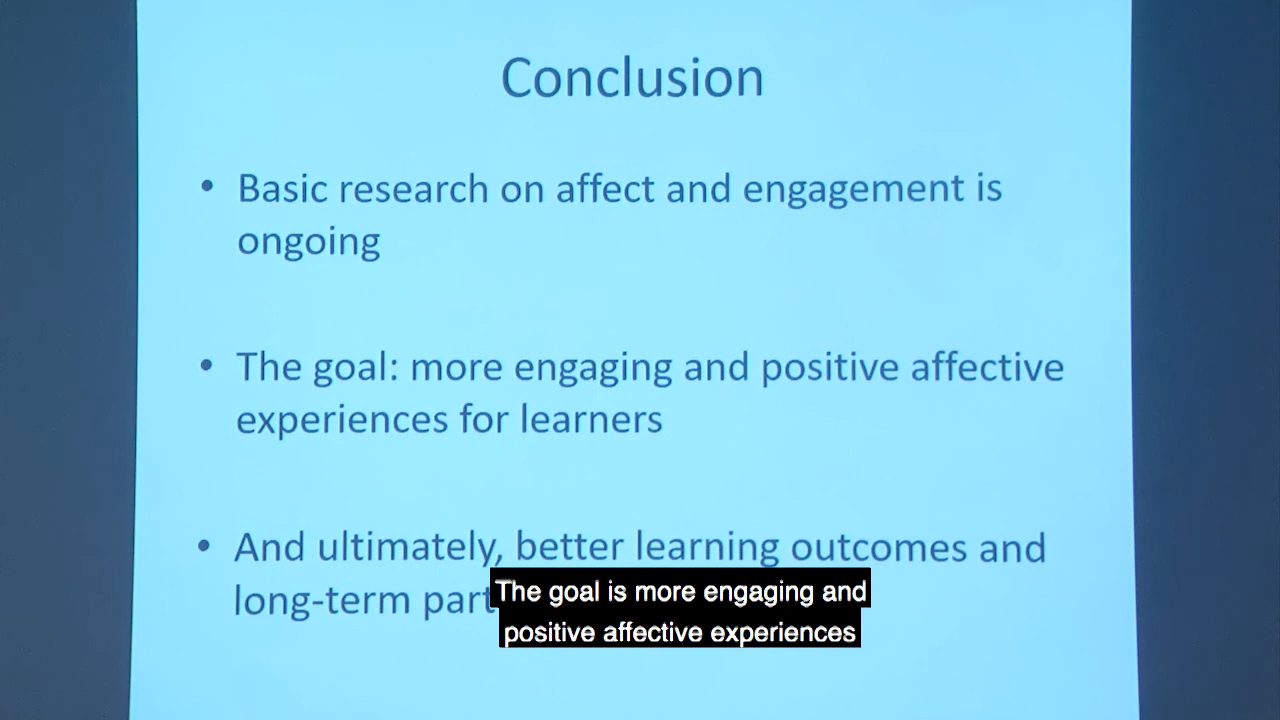 Conclusion
• Basic research on affect and engagement is
ongoing
• The goal: more engaging and positive affective
experiences for learners
• And ultimately, better learning outcomes and
long-term
The goal is more engaging and
positive affective experiences